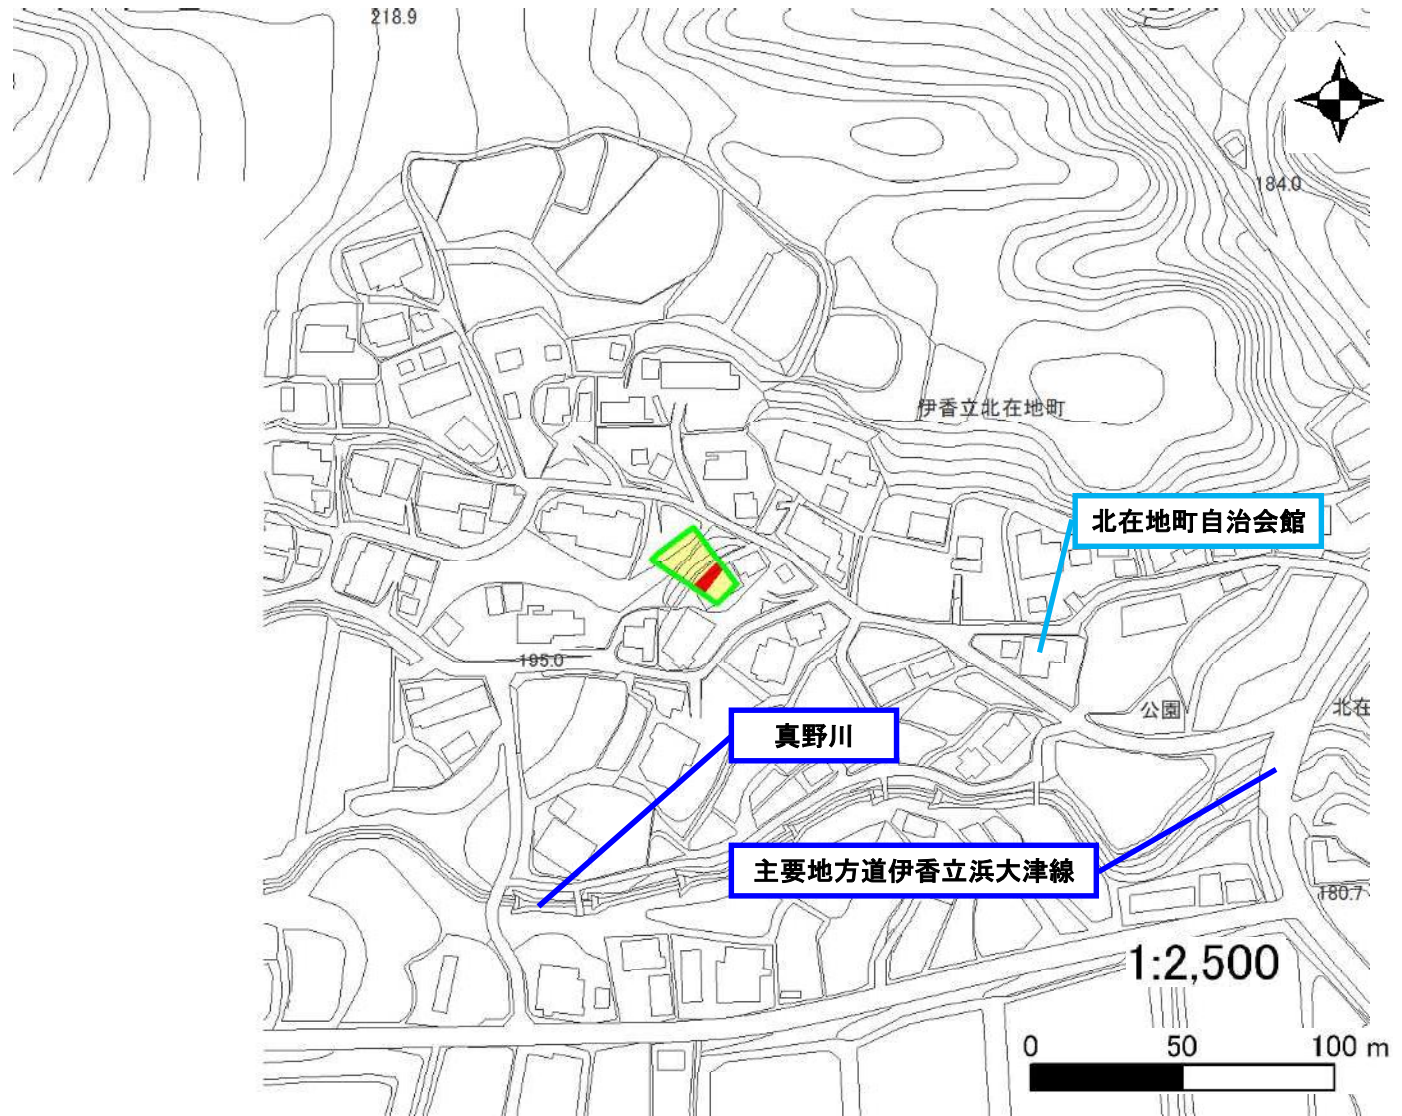 218.9
184.0
伊香立北在地町
北在地町自治会館
195.0
公園
北在
真野川
主要地方道伊香立浜大津線
180.7
1:2,500
0 50 100 m